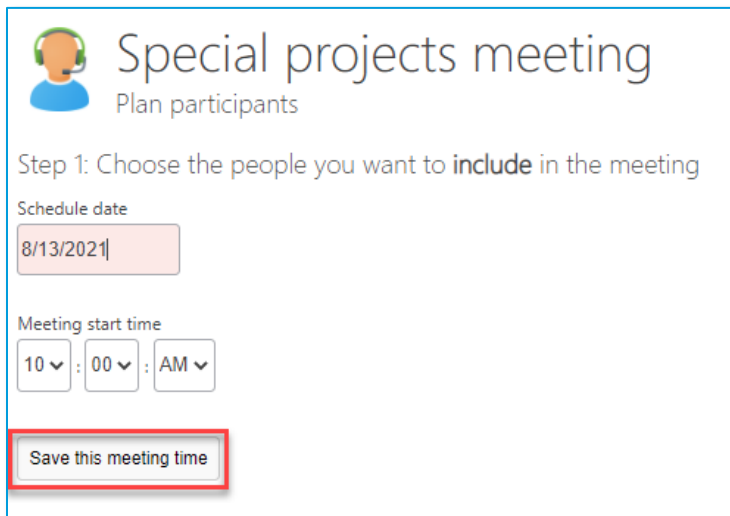 Special projects meeting
Plan participants
Step 1: Choose the people you want to include in the meeting
Schedule date
8/13/2021
Meeting start time
10 : 00 : AM
Save this meeting time